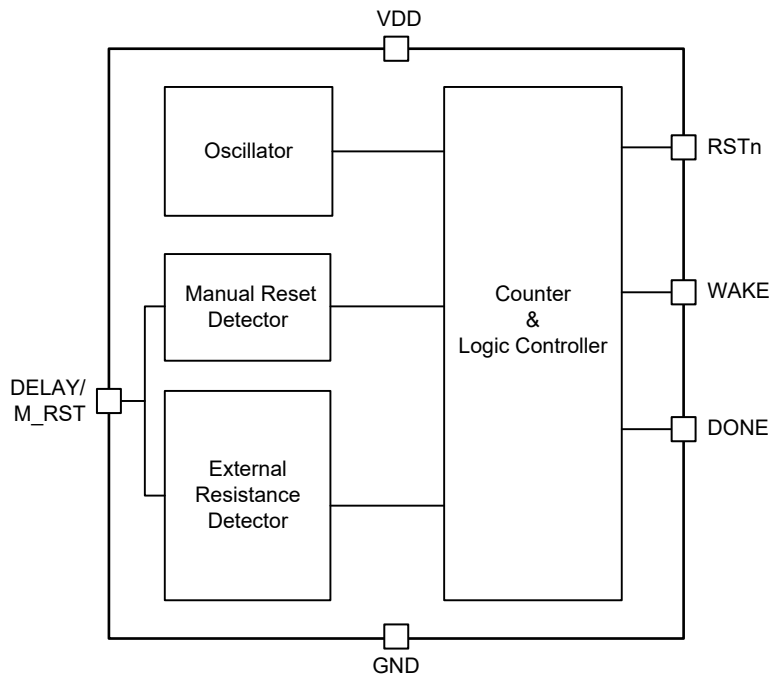 VDD
Oscillator
RSTn
Manual Reset
Detector
Counter
&
Logic Controller
WAKE
DELAY/
M_RST
DONE
External
Resistance
Detector
GND